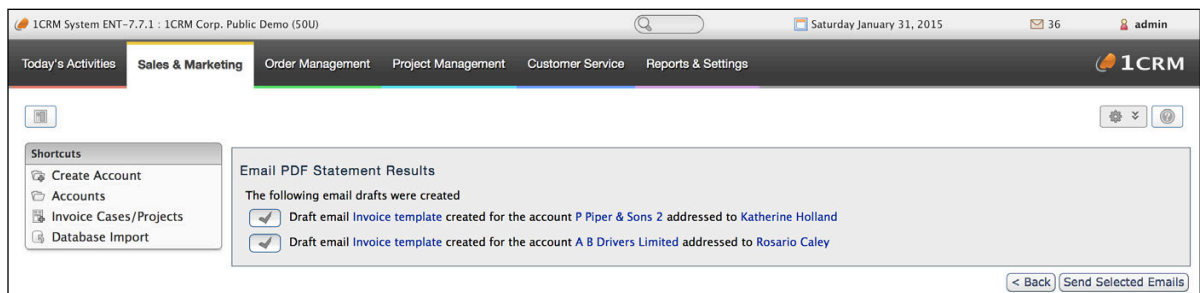 1CRM System ENT-7.7.1 : 1CRM Corp. Public Demo (50U) Saturday January 31, 2015 36 admin
Today's Activities Sales & Marketing Order Management Project Management Customer Service Reports & Settings 1CRM
Shortcuts
Create Account
Accounts
Invoice Cases/Projects
Database Import
Email PDF Statement Results
The following email drafts were created
Draft email Invoice template created for the account P Piper & Sons 2 addressed to Katherine Holland
Draft email Invoice template created for the account A B Drivers Limited addressed to Rosario Caley
< Back Send Selected Emails